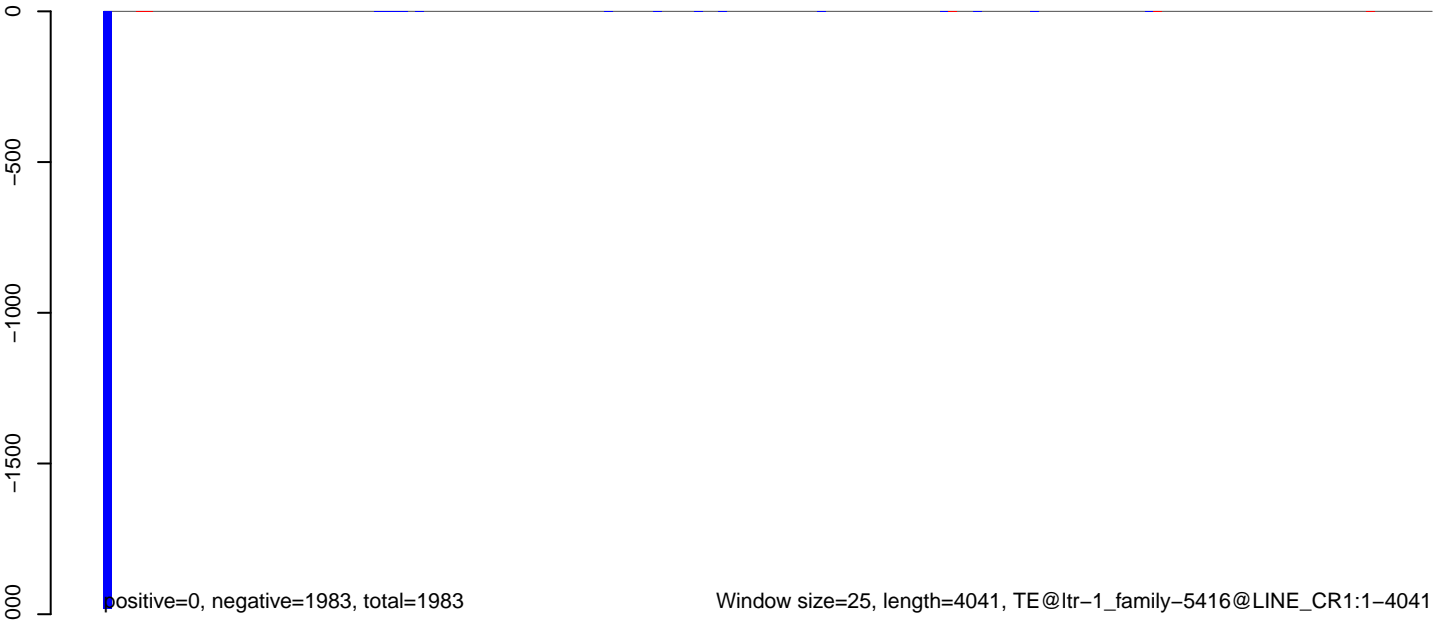 0
−500
−1000
−1500
000
positive=0, negative=1983, total=1983
Window size=25, length=4041, TE@ltr−1_family−5416@LINE_CR1:1−4041